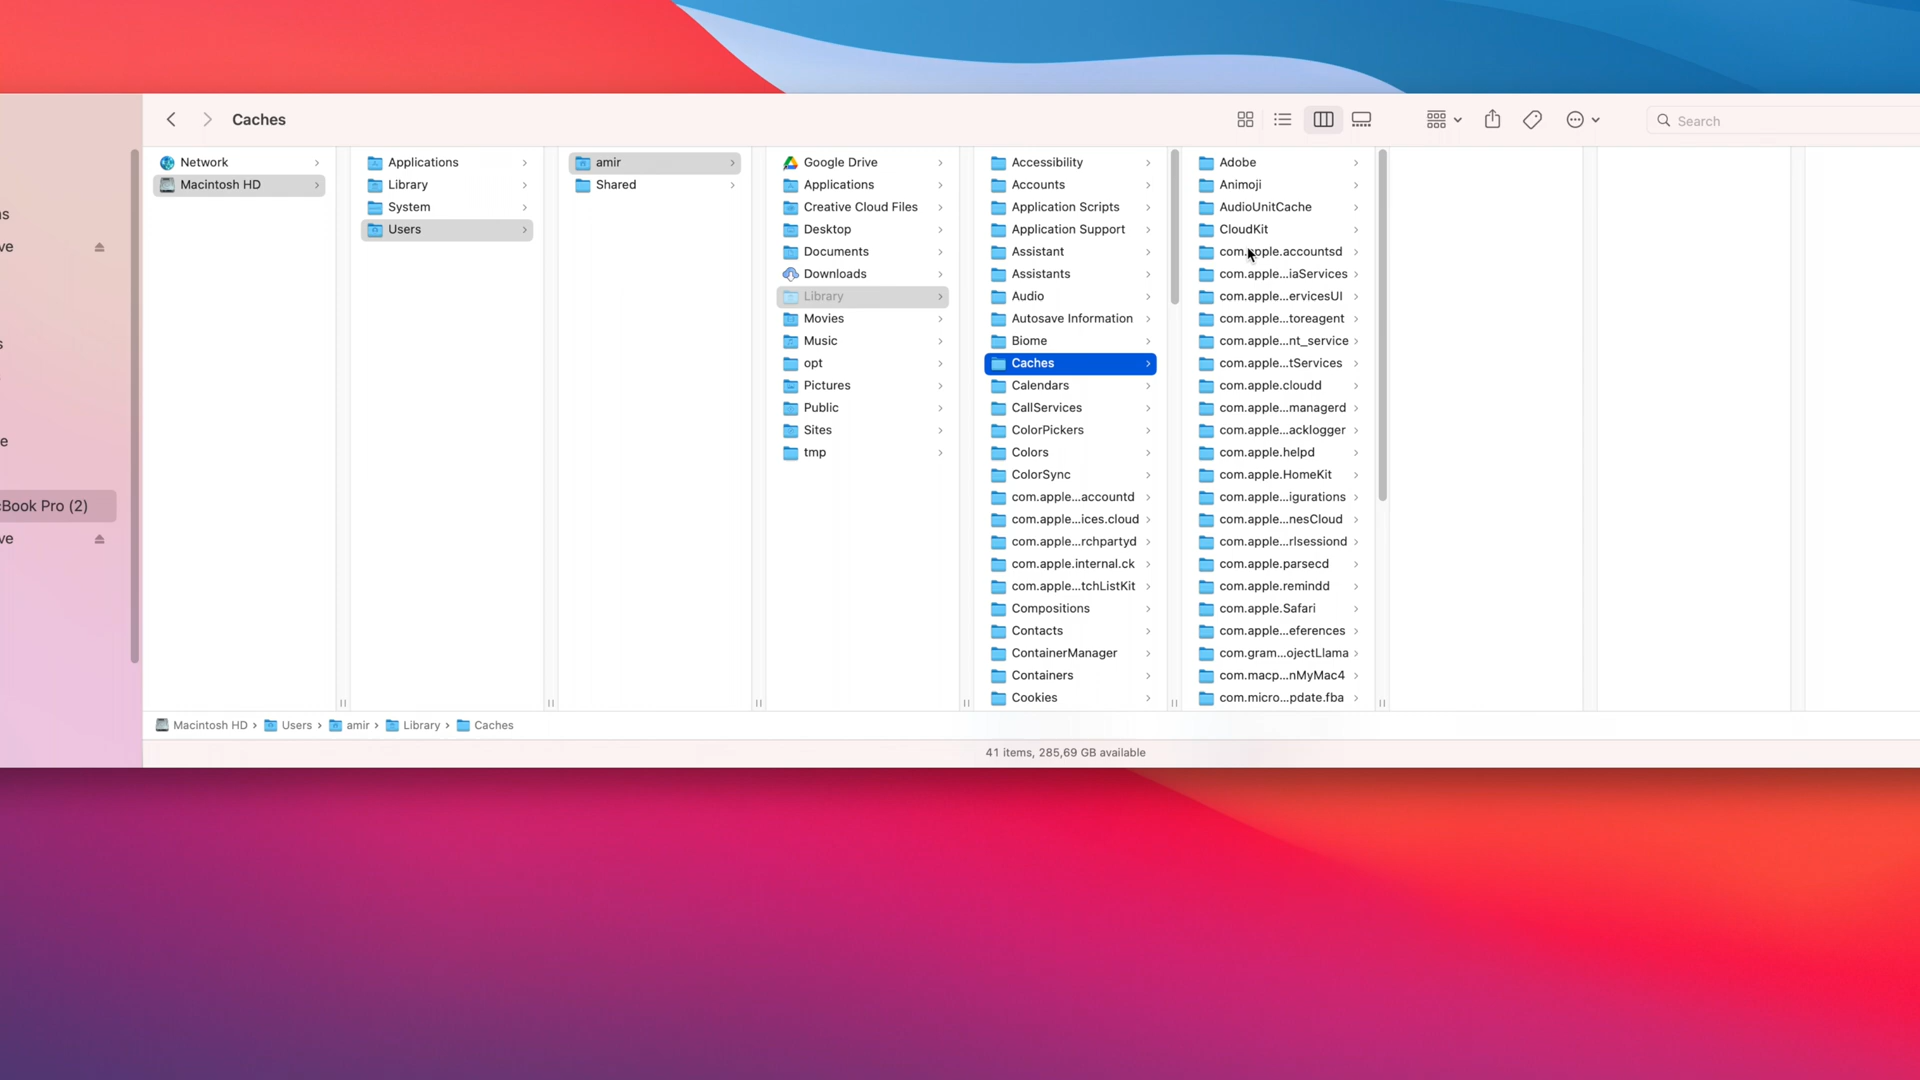 Caches
Search
s
ve
s
e
cBook Pro (2)
ve
Network
Macintosh HD
Applications
Library
System
Users
amir
Shared
Google Drive
Applications
Creative Cloud Files
Desktop
Documents
Downloads
Library
Movies
Music
opt
Pictures
Public
Sites
tmp
Accessibility
Accounts
Application Scripts
Application Support
Assistant
Assistants
Audio
Autosave Information
Biome
Caches
Calendars
CallServices
ColorPickers
Colors
ColorSync
com.apple...accountd
com.apple...ices.cloud
com.apple...rchpartyd
com.apple.internal.ck
com.apple...tchListKit
Compositions
Contacts
ContainerManager
Containers
Cookies
Adobe
Animoji
AudioUnitCache
CloudKit
com.apple.accountsd
com.apple...iaServices
com.apple...ervicesUI
com.apple...toreagent
com.apple...nt_service
com.apple...tServices
com.apple.cloudd
com.apple...managerd
com.apple...acklogger
com.apple.helpd
com.apple.HomeKit
com.apple...igurations
com.apple...nesCloud
com.apple...rlsessiond
com.apple.parsecd
com.apple.remindd
com.apple.Safari
com.apple...eferences
com.gram...ojectLlama
com.macp...nMyMac4
com.micro...pdate.fba
Macintosh HD › Users › amir › Library › Caches
41 items, 285,69 GB available